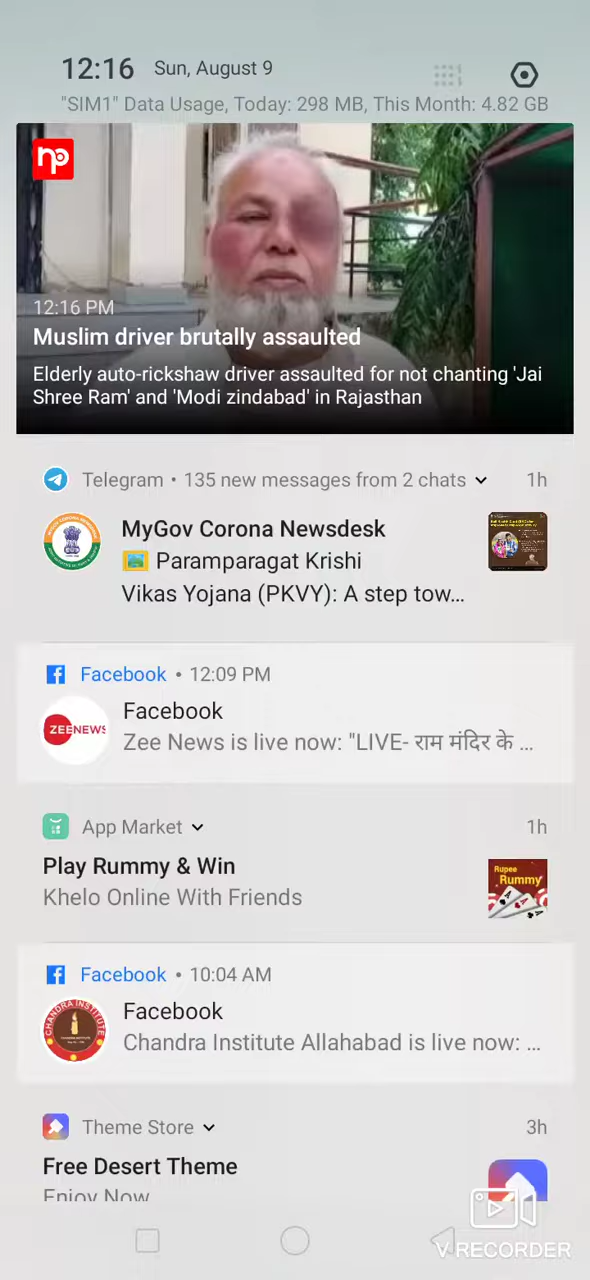 12:16 Sun, August 9
"SIM1" Data Usage, Today: 298 MB, This Month: 4.82 GB
np
12:16 PM
Muslim driver brutally assaulted
Elderly auto-rickshaw driver assaulted for not chanting 'Jai
Shree Ram' and 'Modi zindabad' in Rajasthan
Telegram • 135 new messages from 2 chats 1h
MyGov Corona Newsdesk
Paramparagat Krishi
Vikas Yojana (PKVY): A step tow...
Facebook • 12:09 PM
Facebook
ZEE NEWS
Zee News is live now: "LIVE- राम मंदिर के ...
App Market 1h
Play Rummy & Win
Khelo Online With Friends
Rupee
Rummy
Facebook • 10:04 AM
CHANDRA INSTITUTE
Facebook
Chandra Institute Allahabad is live now: ...
Theme Store 3h
Free Desert Theme
Enjoy Now
V RECORDER